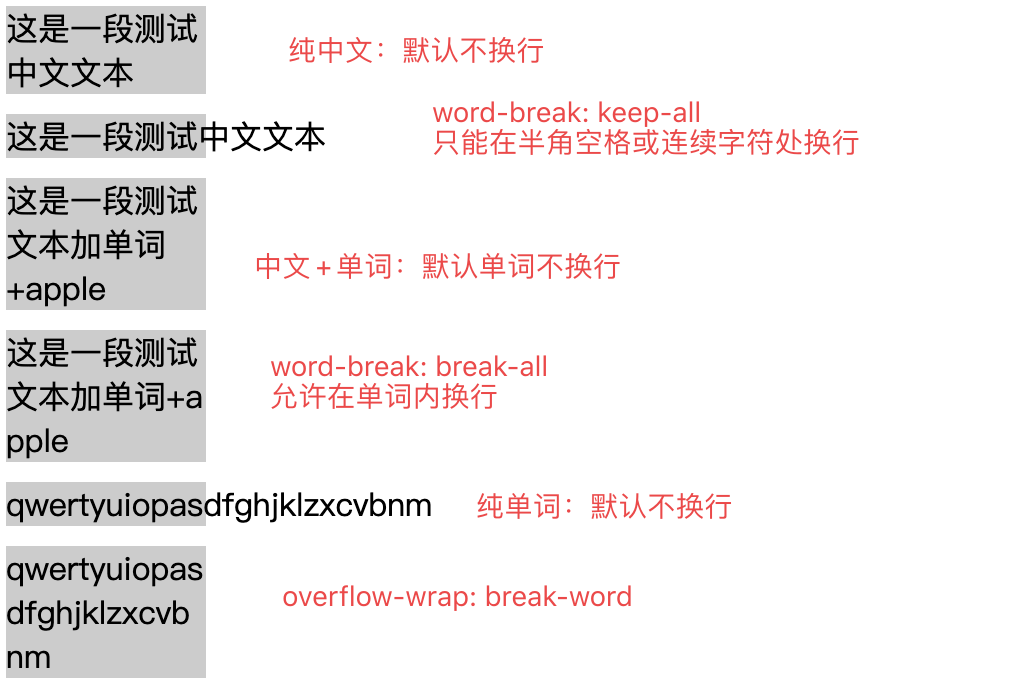 这是一段测试
中文文本
纯中文：默认不换行
这是一段测试中文文本
word-break: keep-all
只能在半角空格或连续字符处换行
这是一段测试
文本加单词
+apple
中文+单词：默认单词不换行
这是一段测试
文本加单词+a
pple
word-break: break-all
允许在单词内换行
qwertyuiopasdfghjklzxcvbnm
纯单词：默认不换行
qwertyuiopas
dfghjklzxcvb
nm
overflow-wrap: break-word